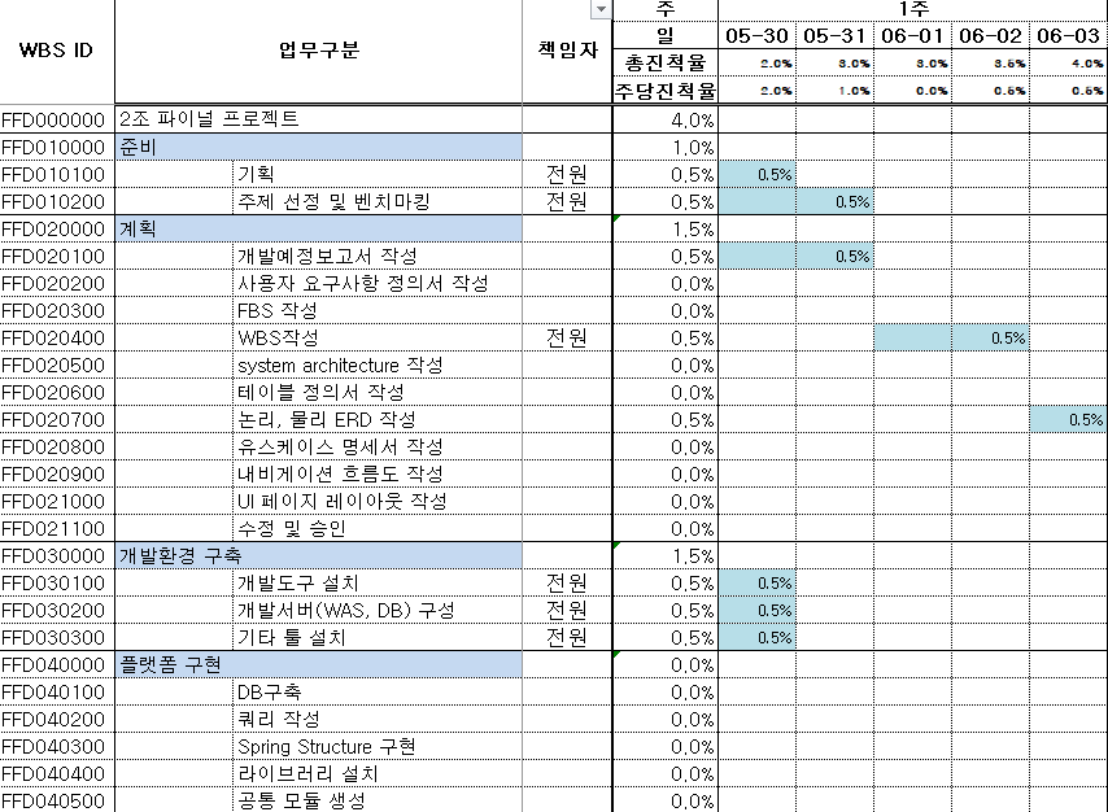 WBS ID 업무구분 책임자 주 1주
일 05-30 05-31 06-01 06-02 06-03
총진척율 2.0% 3.0% 3.0% 3.5% 4.0%
주당진척율 2.0% 1.0% 0.0% 0.5% 0.5%
FFD000000 2조 파이널 프로젝트 4.0%
FFD010000 준비 1.0%
FFD010100 기획 전원 0.5% 0.5%
FFD010200 주제 선정 및 벤치마킹 전원 0.5% 0.5%
FFD020000 계획 1.5%
FFD020100 개발예정보고서 작성 0.5% 0.5%
FFD020200 사용자 요구사항 정의서 작성 0.0%
FFD020300 FBS 작성 0.0%
FFD020400 WBS작성 전원 0.5% 0.5%
FFD020500 system architecture 작성 0.0%
FFD020600 테이블 정의서 작성 0.0%
FFD020700 논리, 물리 ERD 작성 0.5% 0.5%
FFD020800 유스케이스 명세서 작성 0.0%
FFD020900 내비게이션 흐름도 작성 0.0%
FFD021000 UI 페이지 레이아웃 작성 0.0%
FFD021100 수정 및 승인 0.0%
FFD030000 개발환경 구축 1.5%
FFD030100 개발도구 설치 전원 0.5% 0.5%
FFD030200 개발서버(WAS, DB) 구성 전원 0.5% 0.5%
FFD030300 기타 툴 설치 전원 0.5% 0.5%
FFD040000 플랫폼 구현 0.0%
FFD040100 DB구축 0.0%
FFD040200 쿼리 작성 0.0%
FFD040300 Spring Structure 구현 0.0%
FFD040400 라이브러리 설치 0.0%
FFD040500 공통 모듈 생성 0.0%